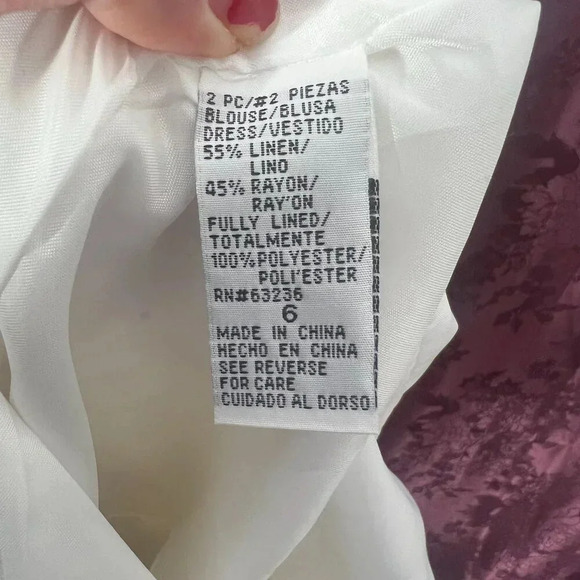 2 PC/#2 PIEZAS
BLOUSE/BLUSA
DRESS/VESTIDO
55% LINEN/
LINO
45% RAYON/
RAY'ON
FULLY LINED/
TOTALMENTE
100%POLYESTER/
POLI'ESTER
RN#63236
6
MADE IN CHINA
HECHO EN CHINA
SEE REVERSE
FOR CARE
CUIDADO AL DORSO